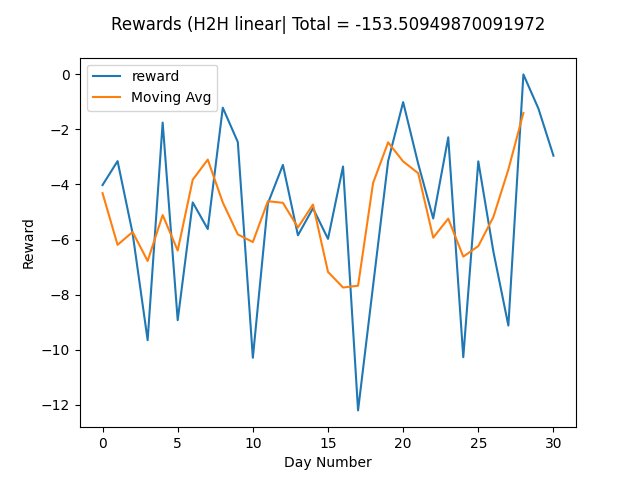 Rewards (H2H linear| Total = -153.50949870091972
reward
Moving Avg
0
−2
−4
−6
−8
−10
−12
Reward
0 5 10 15 20 25 30
Day Number